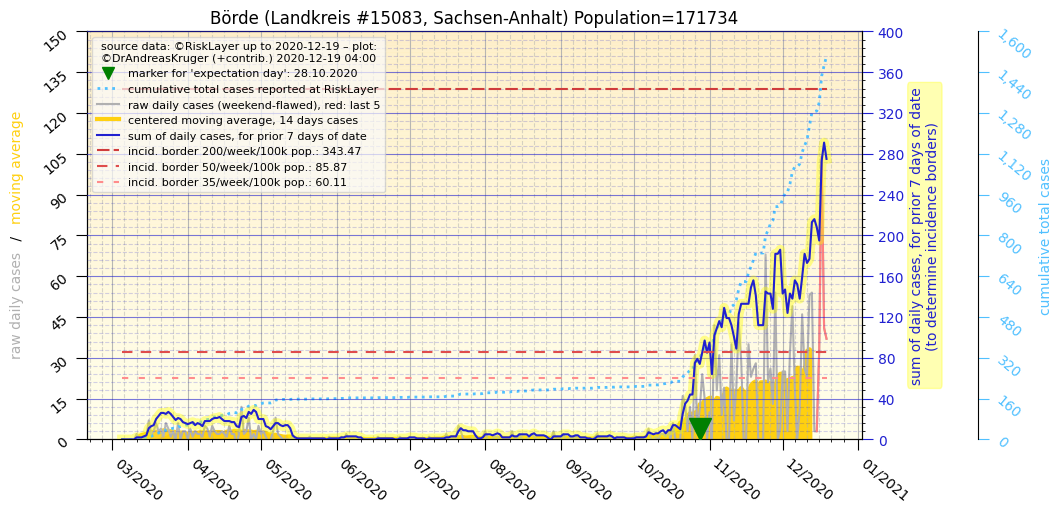 Börde (Landkreis #15083, Sachsen-Anhalt) Population=171734
source data: ©RiskLayer up to 2020-12-19 – plot:
©DrAndreasKruger (+contrib.) 2020-12-19 04:00
marker for 'expectation day': 28.10.2020
cumulative total cases reported at RiskLayer
raw daily cases (weekend-flawed), red: last 5
centered moving average, 14 days cases
sum of daily cases, for prior 7 days of date
incid. border 200/week/100k pop.: 343.47
incid. border 50/week/100k pop.: 85.87
incid. border 35/week/100k pop.: 60.11
raw daily cases / moving average
150
135
120
105
90
75
60
45
30
15
0
03/2020
04/2020
05/2020
06/2020
07/2020
08/2020
09/2020
10/2020
11/2020
12/2020
01/2021
400
360
320
280
240
200
160
120
80
40
0
sum of daily cases, for prior 7 days of date
(to determine incidence borders)
1,600
1,440
1,280
1,120
960
800
640
480
320
160
0
cumulative total cases